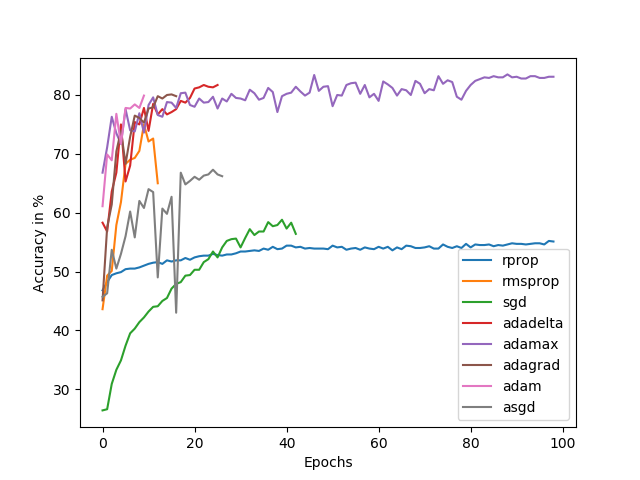 Accuracy in %
80
70
60
50
40
30
0
20
40
60
80
100
Epochs
rprop
rmsprop
sgd
adadelta
adamax
adagrad
adam
asgd